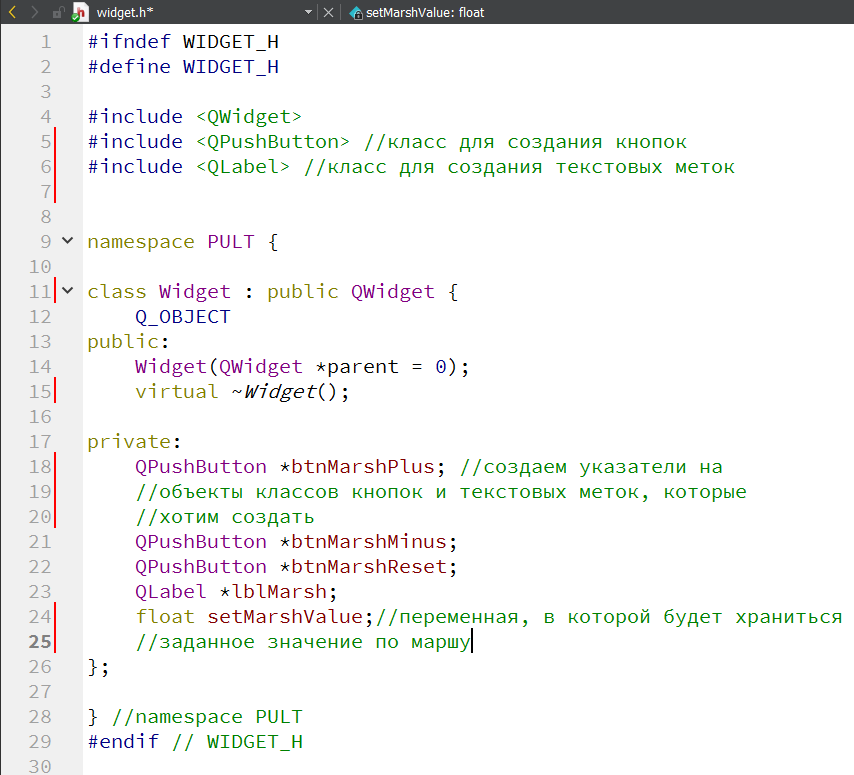 widget.h* setMarshValue: float
1 #ifndef WIDGET_H
2 #define WIDGET_H
3
4 #include <QWidget>
5 #include <QPushButton> //класс для создания кнопок
6 #include <QLabel> //класс для создания текстовых меток
7
8
9 namespace PULT {
10
11 class Widget : public QWidget {
12     Q_OBJECT
13 public:
14     Widget(QWidget *parent = 0);
15     virtual ~Widget();
16
17 private:
18     QPushButton *btnMarshPlus; //создаем указатели на
19     //объекты классов кнопок и текстовых меток, которые
20     //хотим создать
21     QPushButton *btnMarshMinus;
22     QPushButton *btnMarshReset;
23     QLabel *lblMarsh;
24     float setMarshValue;//переменная, в которой будет храниться
25     //заданное значение по маршу
26 };
27
28 } //namespace PULT
29 #endif // WIDGET_H
30